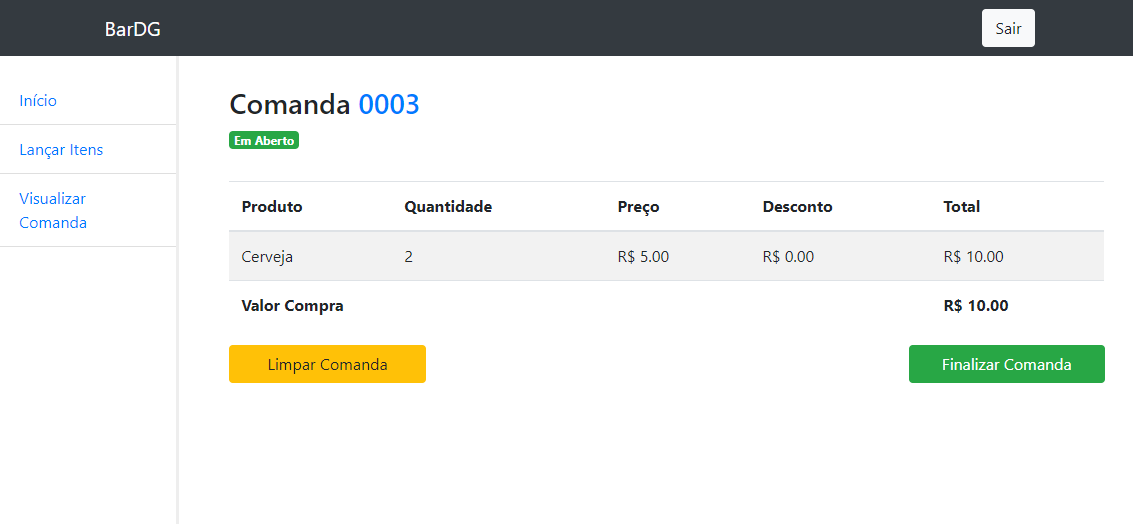 BarDG
Sair
Início
Lançar Itens
Visualizar
Comanda
Comanda 0003
Em Aberto
Produto Quantidade Preço Desconto Total
Cerveja 2 R$ 5.00 R$ 0.00 R$ 10.00
Valor Compra R$ 10.00
Limpar Comanda
Finalizar Comanda